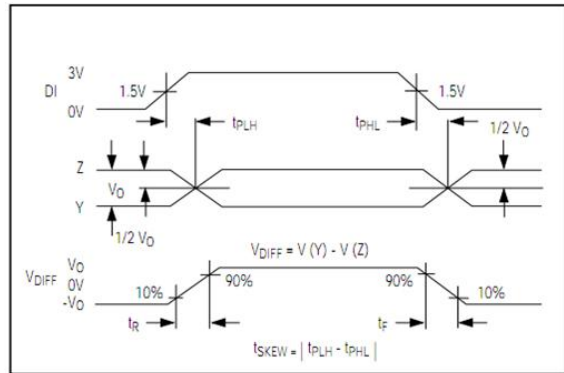 3V
DI
1.5V
1.5V
0V
tPLH
tPHL
1/2 VO
Z
VO
Y
1/2 VO
VDIFF = V (Y) - V (Z)
VO
VDIFF 0V
-VO
10%
90%
90%
10%
tR
tF
tSKEW = | tPLH - tPHL |